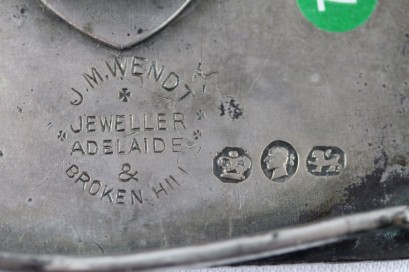 J.M.WENDT
JEWELLER
ADELAIDE
&
BROKEN HILL